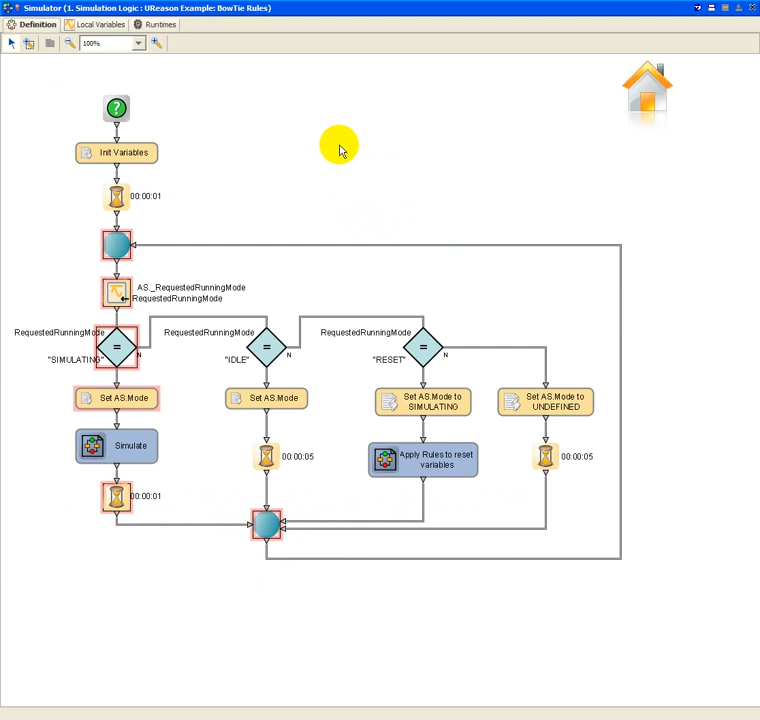 Simulator (1. Simulation Logic : UReason Example: BowTie Rules)
Definition
Local Variables
Runtimes
100%
?
Init Variables
00:00:01
AS._RequestedRunningMode
RequestedRunningMode
RequestedRunningMode
RequestedRunningMode
RequestedRunningMode
=
=
=
N
N
N
"SIMULATING"
"IDLE"
"RESET"
Set AS.Mode
Set AS.Mode
Set AS.Mode to
SIMULATING
Set AS.Mode to
UNDEFINED
Simulate
00:00:05
Apply Rules to reset
variables
00:00:05
00:00:01